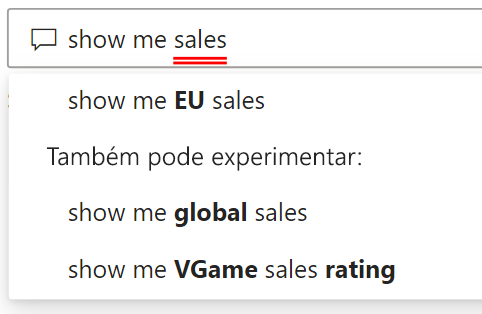 show me sales
show me EU sales
Também pode experimentar:
show me global sales
show me VGame sales rating